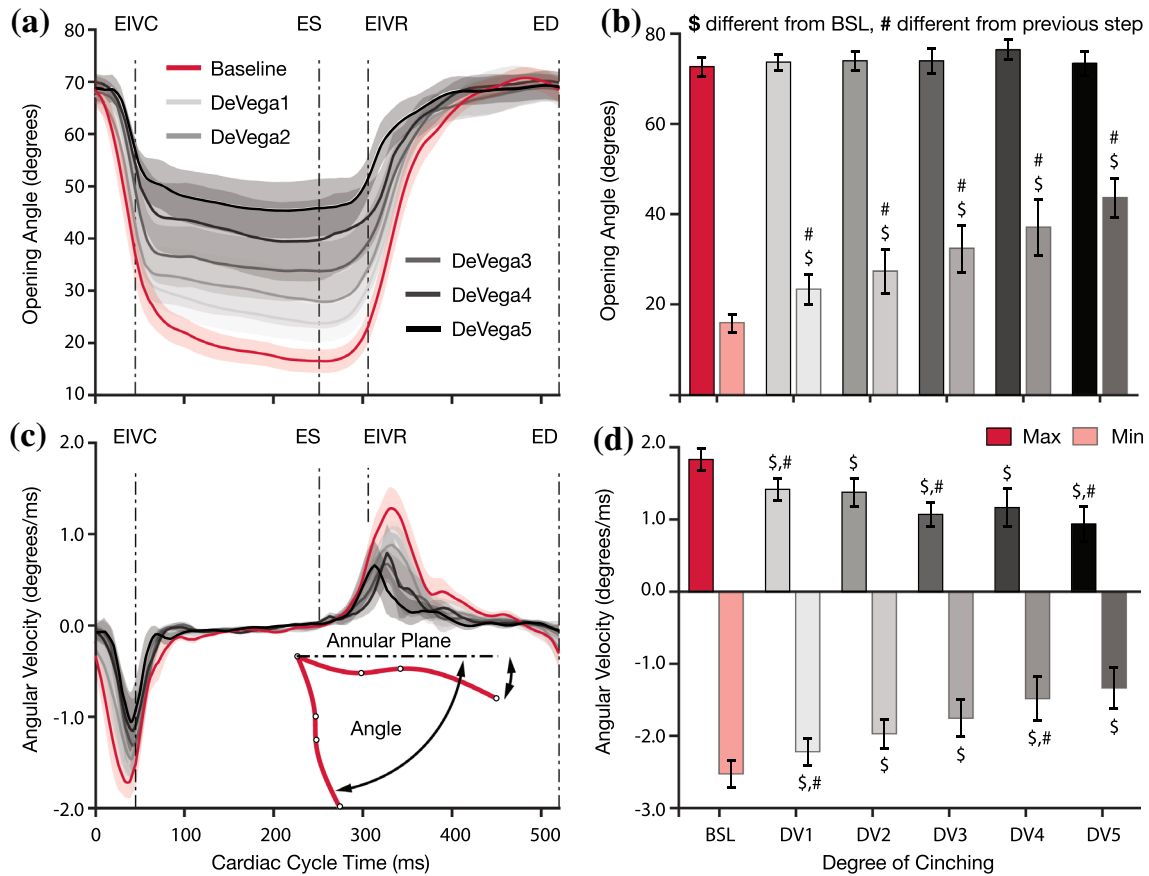 (a)
EIVC ES EIVR ED
80
70
60
50
40
30
20
10
Opening Angle (degrees)
Baseline
DeVega1
DeVega2
DeVega3
DeVega4
DeVega5
(b)
$ different from BSL, # different from previous step
80
60
40
20
Opening Angle (degrees)
#
$
#
$
#
$
#
$
#
$
(c)
EIVC ES EIVR ED
2.0
1.0
0.0
-1.0
-2.0
Angular Velocity (degrees/ms)
Annular Plane
Angle
0 100 200 300 400 500
Cardiac Cycle Time (ms)
(d)
Max Min
2.0
1.0
0.0
-1.0
-2.0
-3.0
Angular Velocity (degrees/ms)
$,# $ $,# $ $,#
$,# $ $ $,# $
BSL DV1 DV2 DV3 DV4 DV5
Degree of Cinching